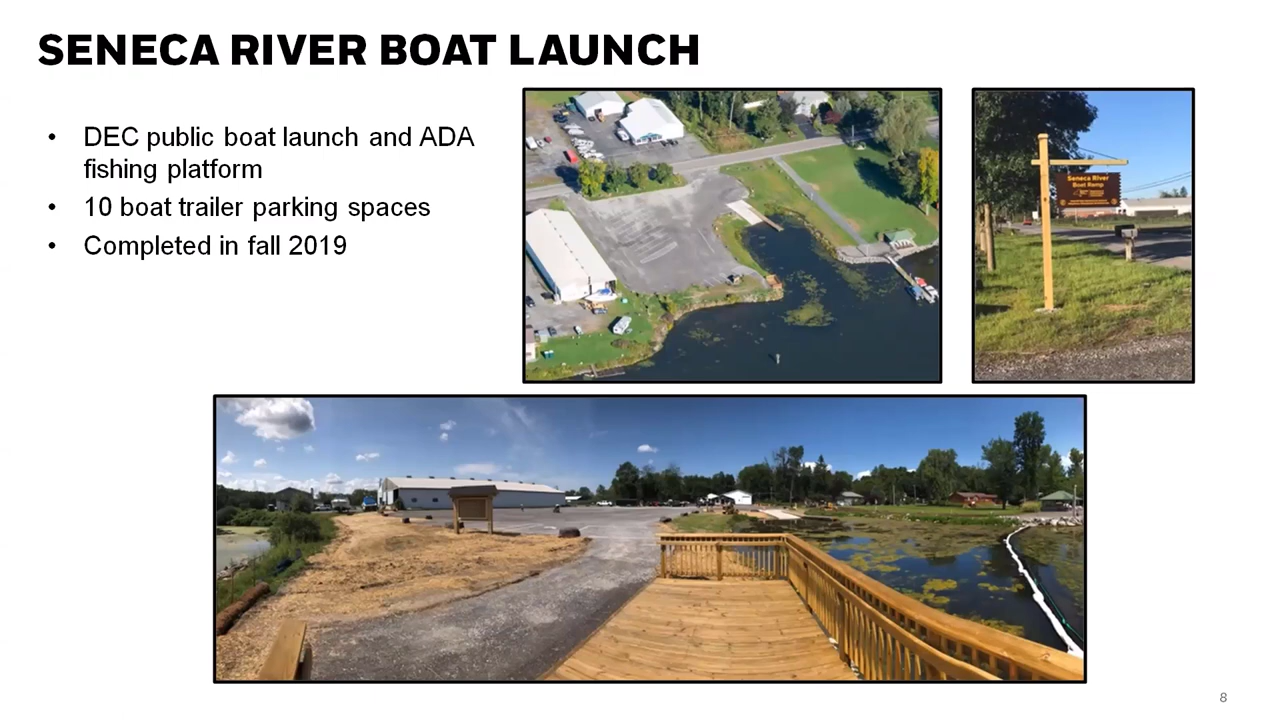 SENECA RIVER BOAT LAUNCH
• DEC public boat launch and ADA
fishing platform
• 10 boat trailer parking spaces
• Completed in fall 2019
Seneca River
Boat Ramp
8